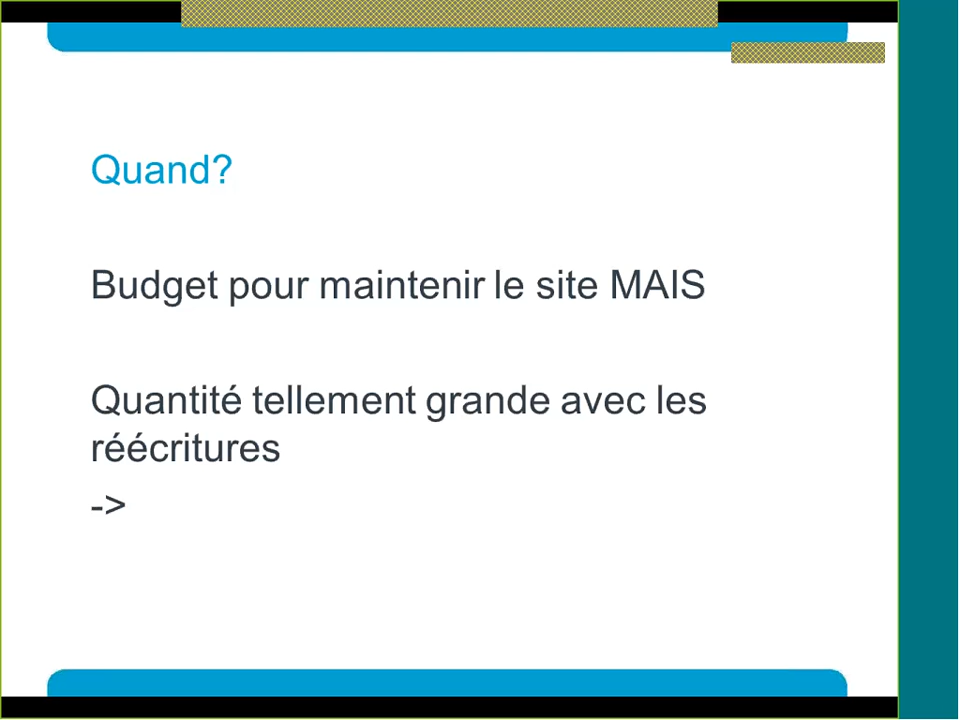 Quand?
Budget pour maintenir le site MAIS
Quantité tellement grande avec les
réécritures
->